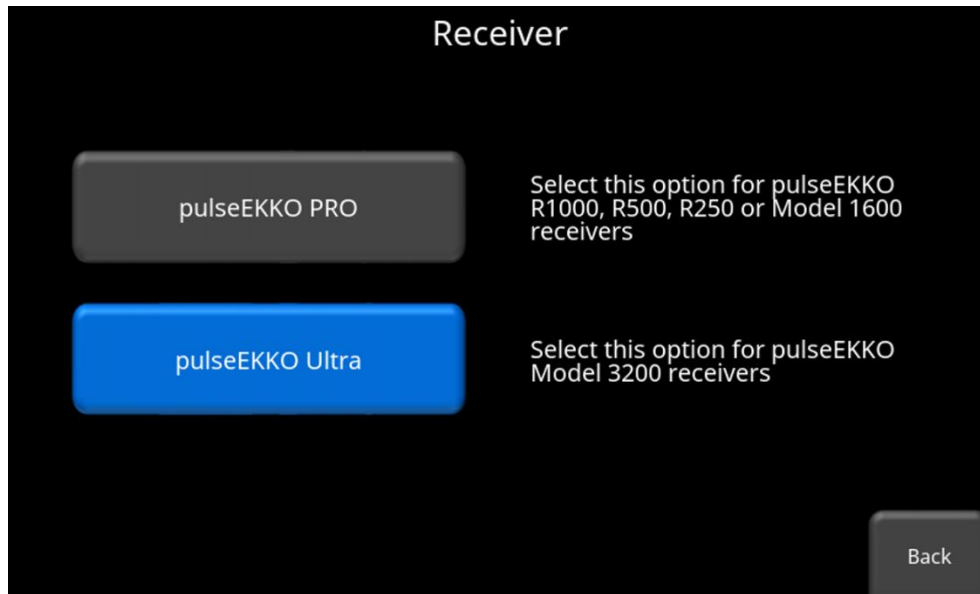 Receiver
pulseEKKO PRO
Select this option for pulseEKKO
R1000, R500, R250 or Model 1600
receivers
pulseEKKO Ultra
Select this option for pulseEKKO
Model 3200 receivers
Back